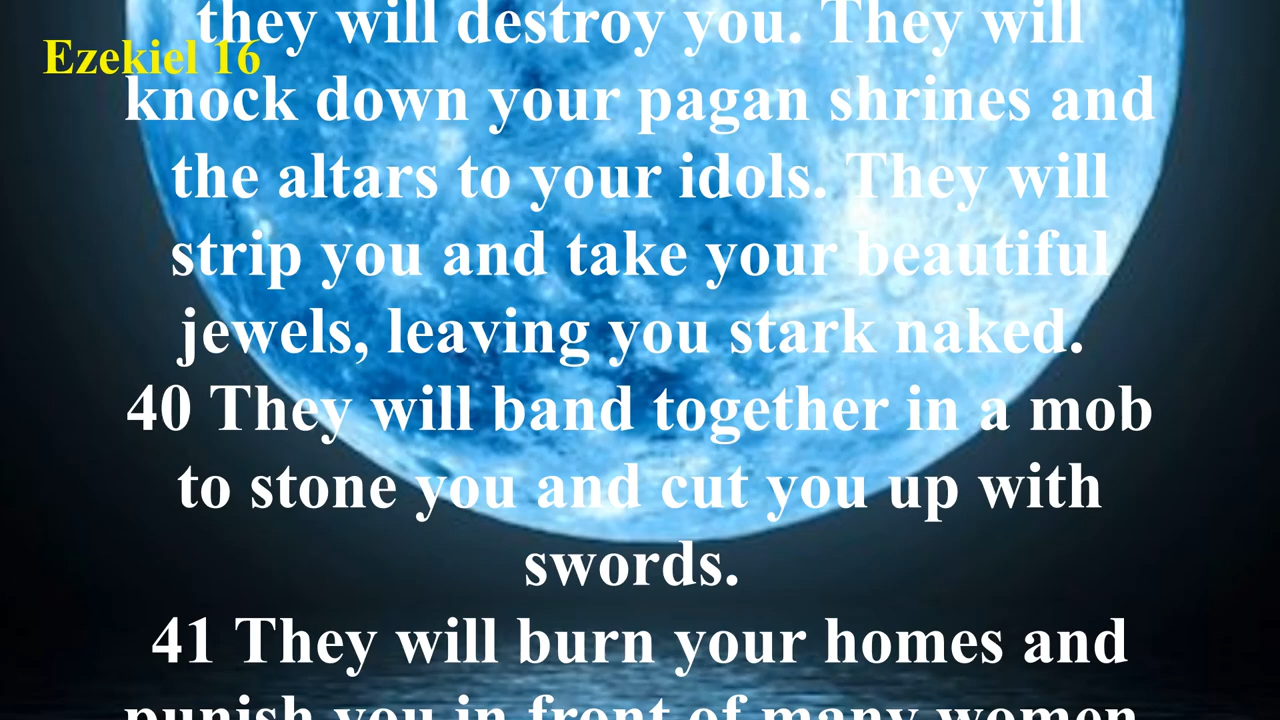 they will destroy you. They will
Ezekiel 16
knock down your pagan shrines and
the altars to your idols. They will
strip you and take your beautiful
jewels, leaving you stark naked.
40 They will band together in a mob
to stone you and cut you up with
swords.
41 They will burn your homes and
punish you in front of many women